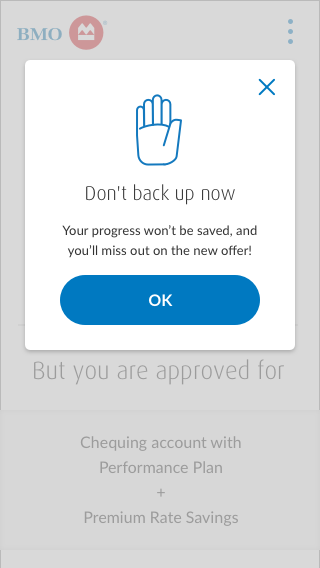 BMO
Don't back up now
Your progress won't be saved, and
you'll miss out on the new offer!
OK
But you are approved for
Chequing account with
Performance Plan
+
Premium Rate Savings